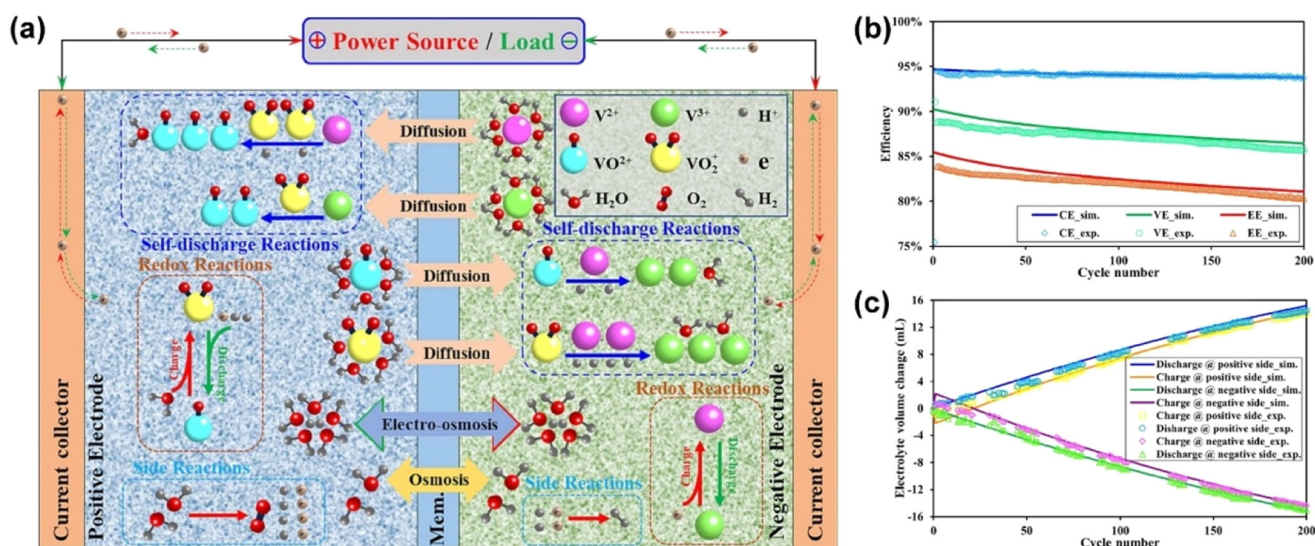 (a)
⊕ Power Source / Load ⊖
e⁻
e⁻
e⁻
e⁻
Current collector
Positive Electrode
Mem.
Negative Electrode
Current collector
Diffusion
Diffusion
Self-discharge Reactions
V²⁺
V³⁺
H⁺
VO²⁺
VO₂⁺
e⁻
H₂O
O₂
H₂
Self-discharge Reactions
Redox Reactions
Charge
Discharge
Diffusion
Diffusion
Redox Reactions
Charge
Discharge
Electro-osmosis
Side Reactions
Osmosis
Side Reactions
(b)
100%
95%
90%
85%
80%
75%
Efficiency
CE_sim.
VE_sim.
EE_sim.
CE_exp.
VE_exp.
EE_exp.
0
50
100
150
200
Cycle number
(c)
16
12
8
4
0
-4
-8
-12
-16
Electrolyte volume change (mL)
Discharge @ positive side_sim.
Charge @ positive side_sim.
Discharge @ negative side_sim.
Charge @ negative side_sim.
Charge @ positive side_exp.
Disharge @ positive side_exp.
Charge @ negative side_exp.
Discharge @ negative side_exp.
0
50
100
150
200
Cycle number